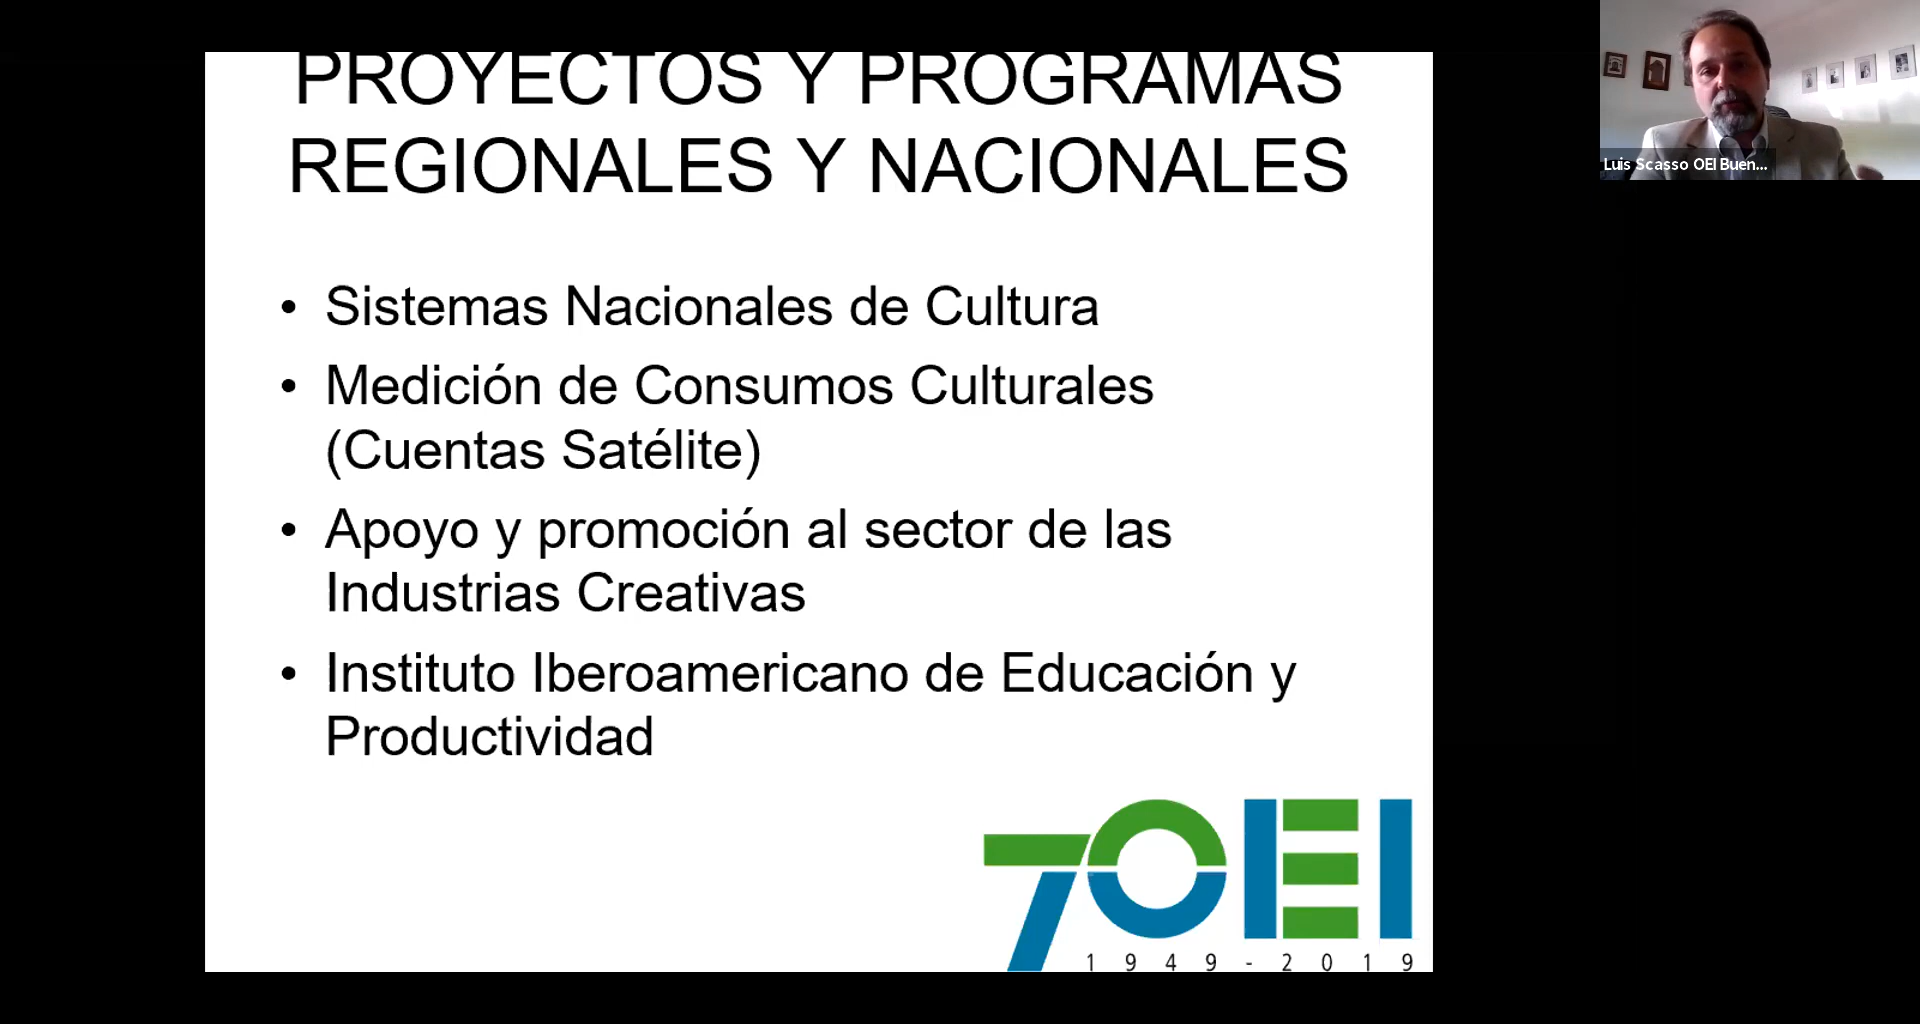 PROYECTOS Y PROGRAMAS
REGIONALES Y NACIONALES
• Sistemas Nacionales de Cultura
• Medición de Consumos Culturales
(Cuentas Satélite)
• Apoyo y promoción al sector de las
Industrias Creativas
• Instituto Iberoamericano de Educación y
Productividad
70EI
1949-2019
Luis Scasso OEI Buen...